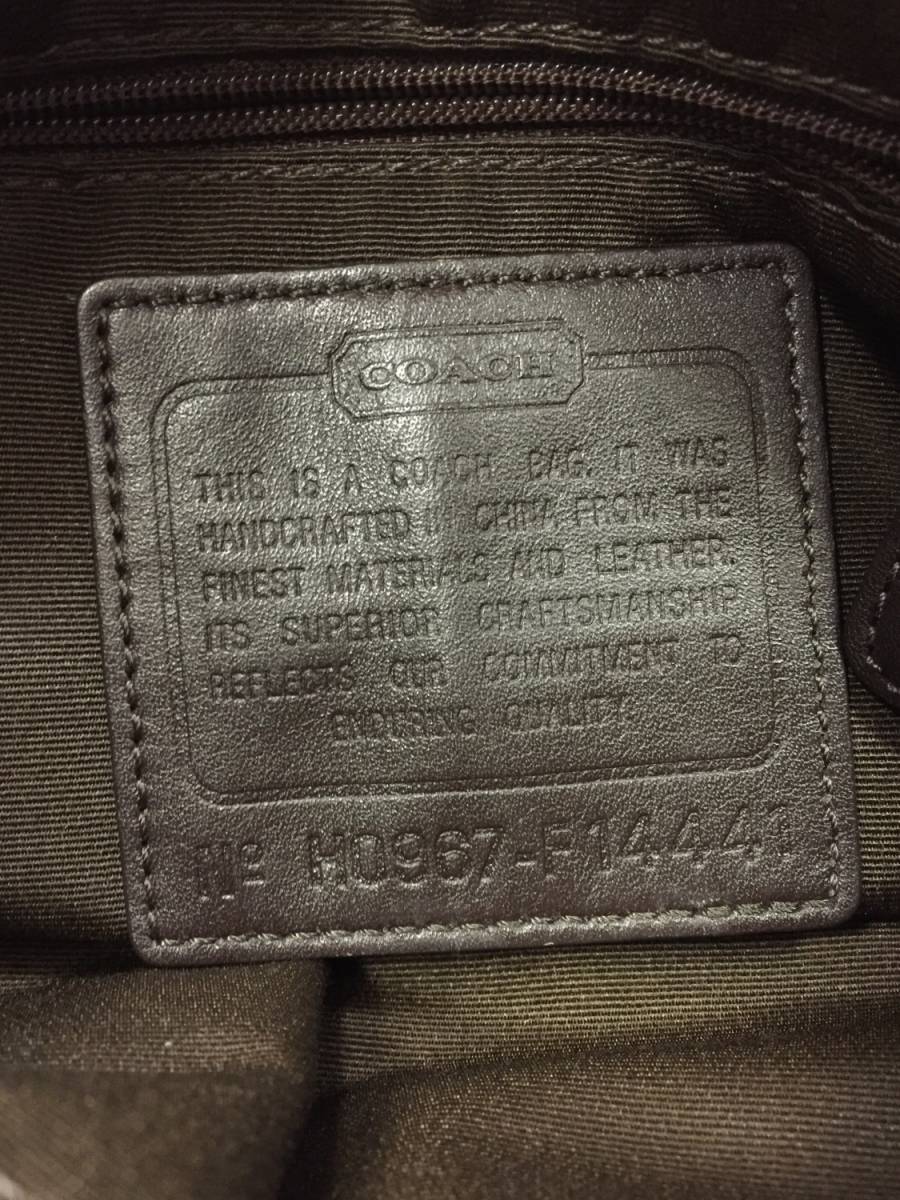 COACH
THIS IS A COACH BAG. IT WAS
HANDCRAFTED I CHINA FROM THE
FINEST MATERIALS AND LEATHER.
ITS SUPERIOR CRAFTSMANSHIP
REFLECTS OUR COMMITMENT TO
ENDURING QUALITY.
Nº H0967-F14441